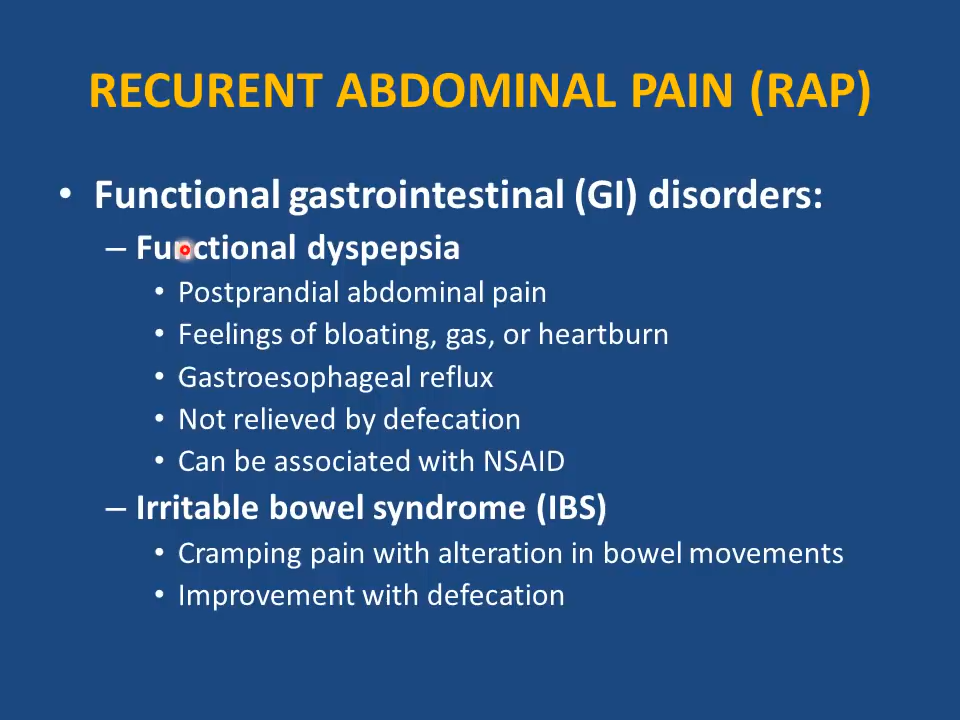 RECURENT ABDOMINAL PAIN (RAP)
• Functional gastrointestinal (GI) disorders:
– Functional dyspepsia
• Postprandial abdominal pain
• Feelings of bloating, gas, or heartburn
• Gastroesophageal reflux
• Not relieved by defecation
• Can be associated with NSAID
– Irritable bowel syndrome (IBS)
• Cramping pain with alteration in bowel movements
• Improvement with defecation